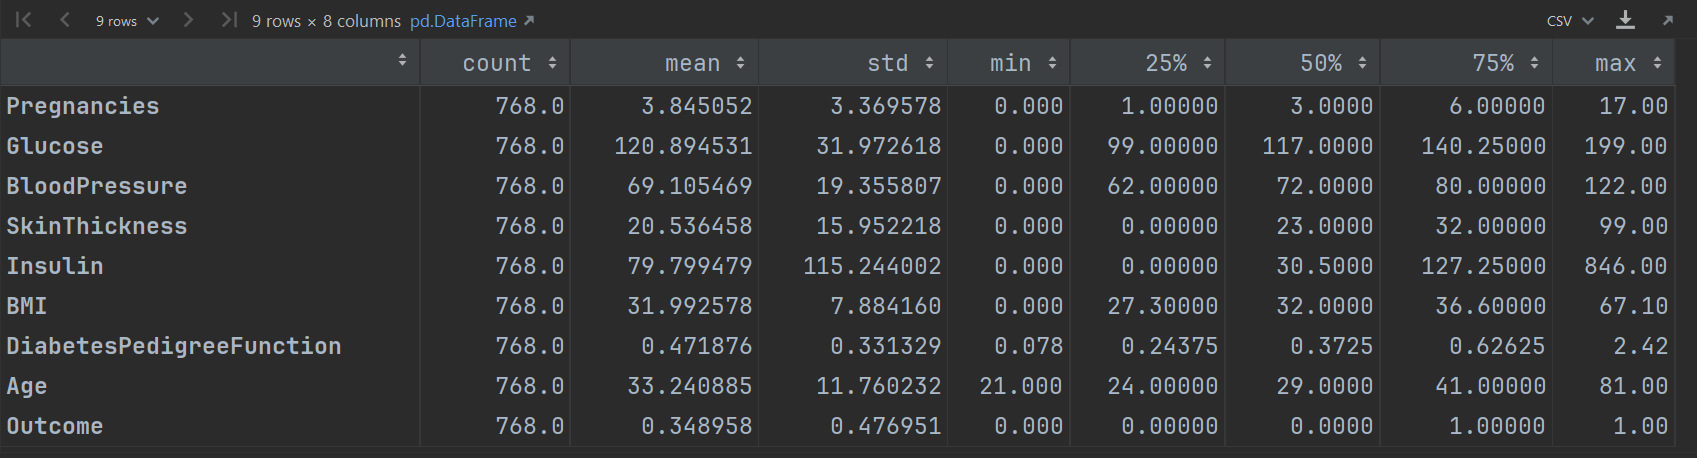 9 rows 9 rows × 8 columns pd.DataFrame CSV
count mean std min 25% 50% 75% max
Pregnancies 768.0 3.845052 3.369578 0.000 1.00000 3.0000 6.00000 17.00
Glucose 768.0 120.894531 31.972618 0.000 99.00000 117.0000 140.25000 199.00
BloodPressure 768.0 69.105469 19.355807 0.000 62.00000 72.0000 80.00000 122.00
SkinThickness 768.0 20.536458 15.952218 0.000 0.00000 23.0000 32.00000 99.00
Insulin 768.0 79.799479 115.244002 0.000 0.00000 30.5000 127.25000 846.00
BMI 768.0 31.992578 7.884160 0.000 27.30000 32.0000 36.60000 67.10
DiabetesPedigreeFunction 768.0 0.471876 0.331329 0.078 0.24375 0.3725 0.62625 2.42
Age 768.0 33.240885 11.760232 21.000 24.00000 29.0000 41.00000 81.00
Outcome 768.0 0.348958 0.476951 0.000 0.00000 0.0000 1.00000 1.00